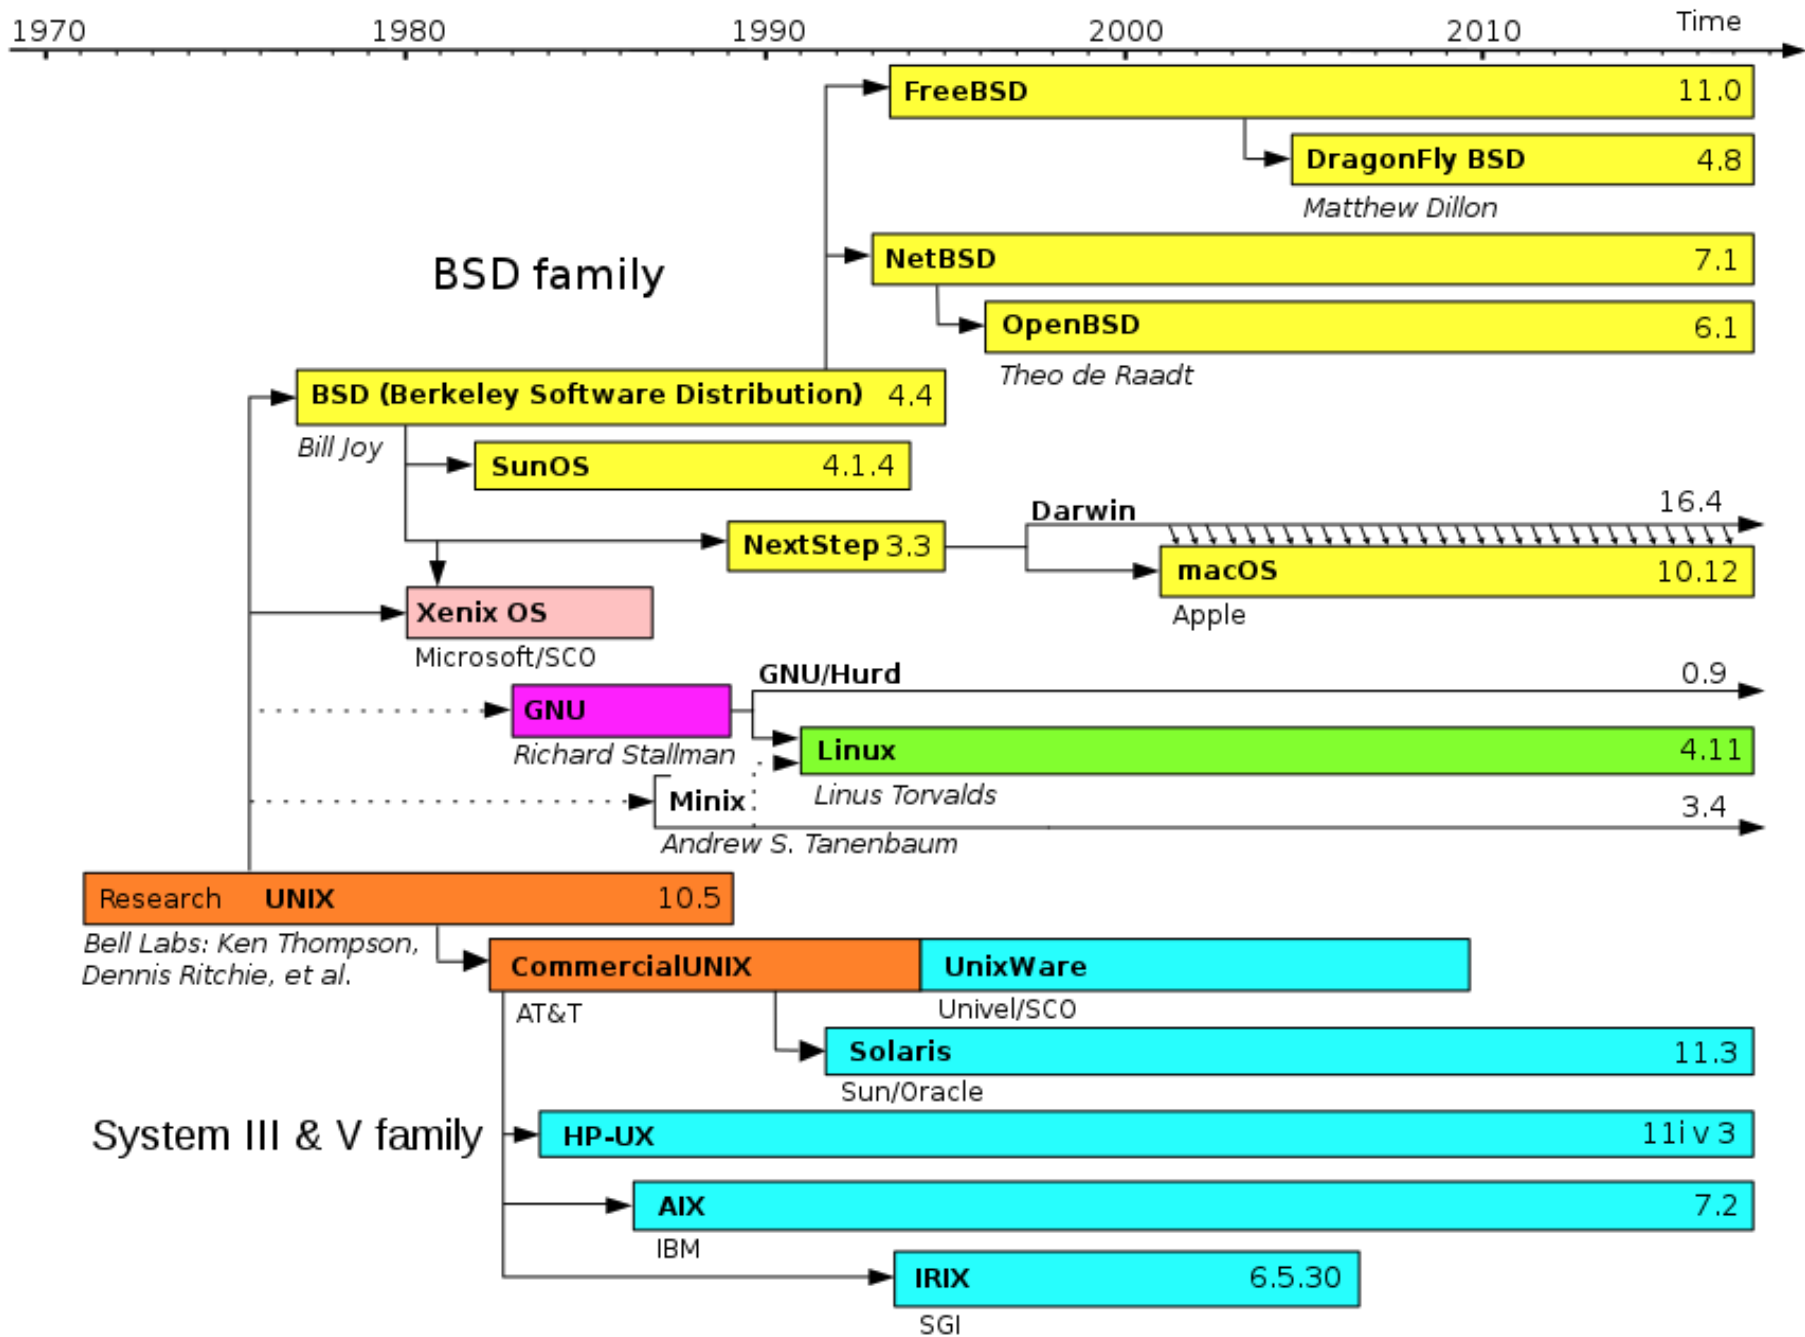 1970 1980 1990 2000 2010 Time
FreeBSD 11.0
DragonFly BSD 4.8
Matthew Dillon
BSD family
NetBSD 7.1
OpenBSD 6.1
Theo de Raadt
BSD (Berkeley Software Distribution) 4.4
Bill Joy
SunOS 4.1.4
Darwin 16.4
NextStep 3.3
macOS 10.12
Apple
Xenix OS
Microsoft/SCO
GNU/Hurd 0.9
GNU
Richard Stallman
Linux 4.11
Linus Torvalds
Minix 3.4
Andrew S. Tanenbaum
Research UNIX 10.5
Bell Labs: Ken Thompson,
Dennis Ritchie, et al.
CommercialUNIX UnixWare
AT&T Univel/SCO
Solaris 11.3
Sun/Oracle
System III & V family
HP-UX 11i v 3
AIX 7.2
IBM
IRIX 6.5.30
SGI